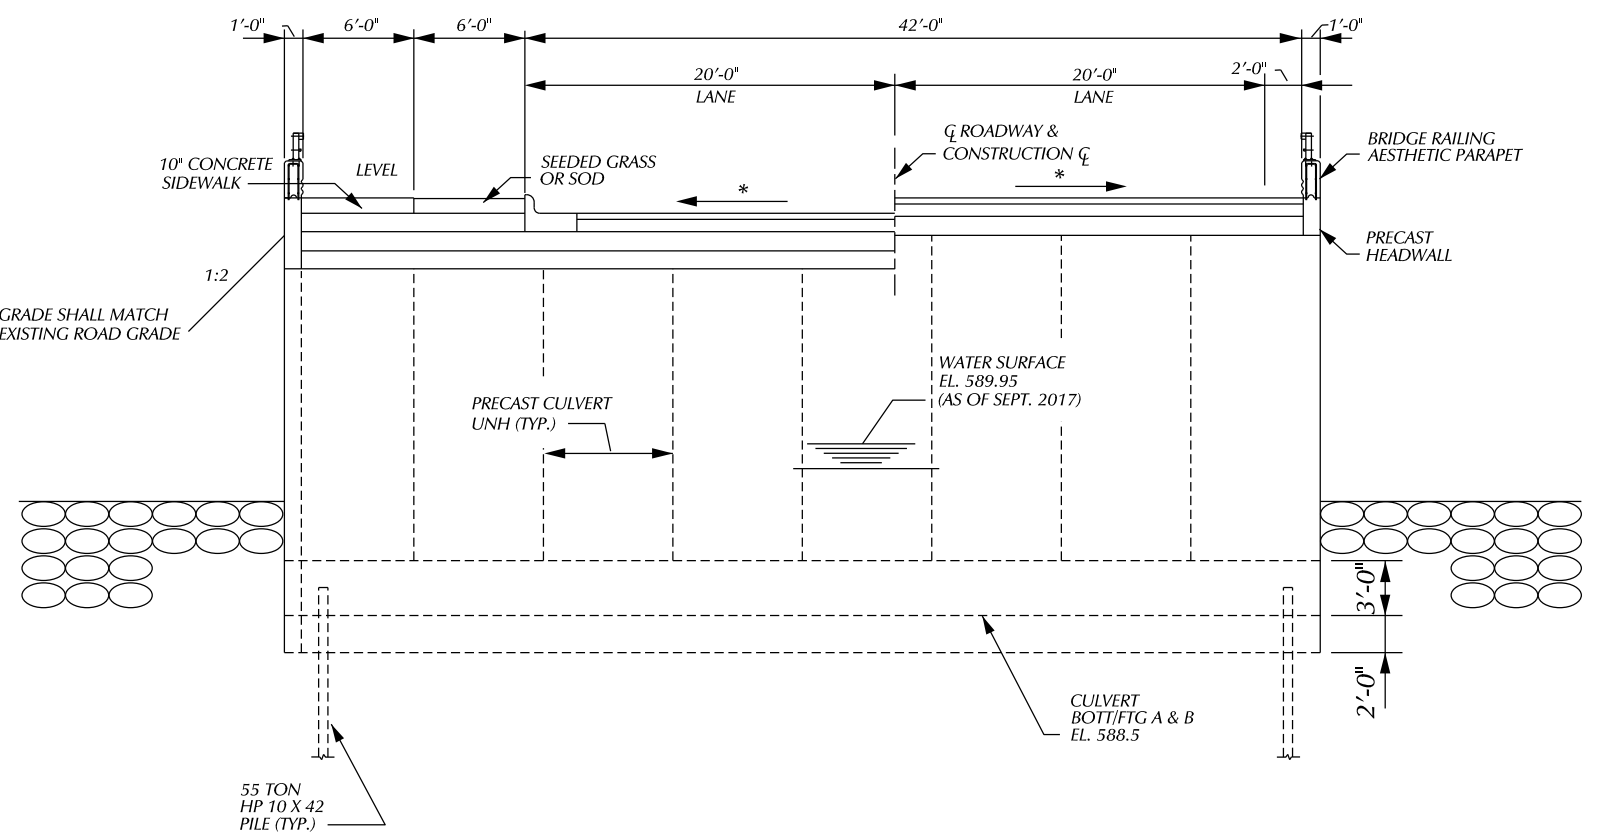 1'-0" 6'-0" 6'-0" 42'-0" 1'-0"
20'-0" 20'-0" 2'-0"
LANE LANE
℄ ROADWAY &
CONSTRUCTION ℄
BRIDGE RAILING
AESTHETIC PARAPET
10" CONCRETE
SIDEWALK
LEVEL
SEEDED GRASS
OR SOD
* *
PRECAST
HEADWALL
1:2
GRADE SHALL MATCH
EXISTING ROAD GRADE
WATER SURFACE
EL. 589.95
(AS OF SEPT. 2017)
PRECAST CULVERT
UNH (TYP.)
3'-0"
2'-0"
CULVERT
BOTT/FTG A & B
EL. 588.5
55 TON
HP 10 X 42
PILE (TYP.)